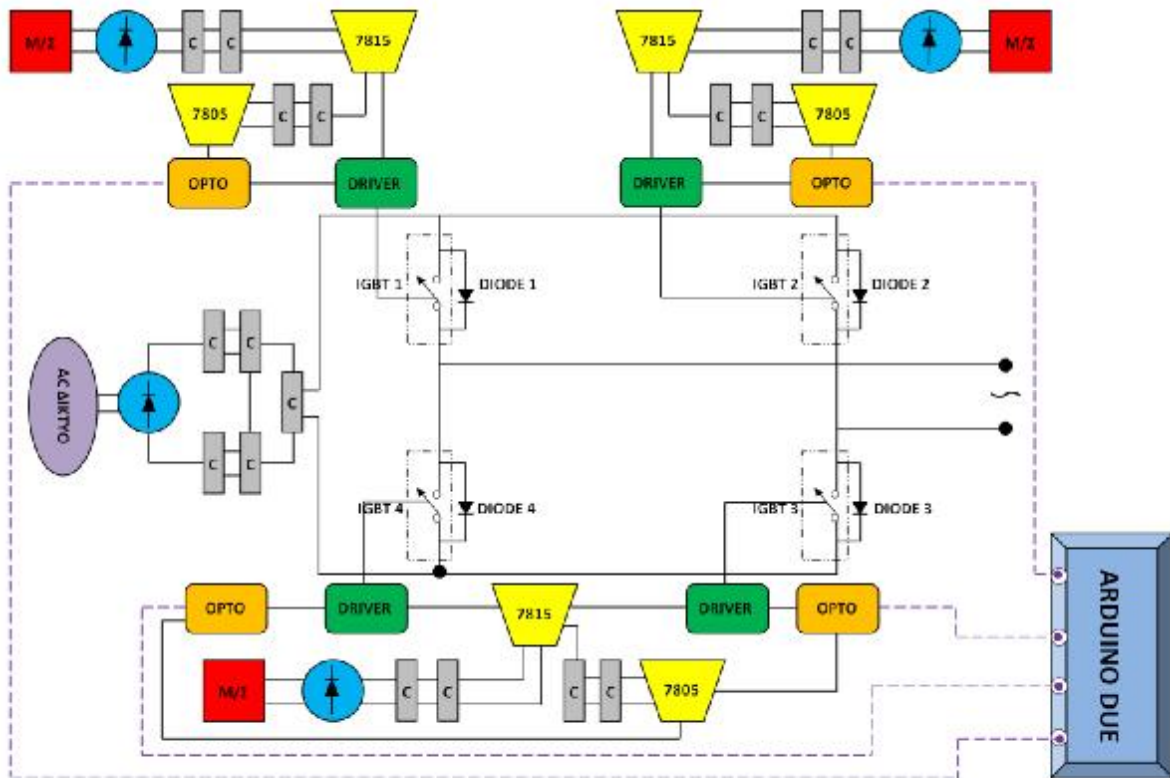 M/Σ
C
C
7815
7815
C
C
M/Σ
7805
C
C
C
C
7805
OPTO
DRIVER
DRIVER
OPTO
IGBT 1
DIODE 1
IGBT 2
DIODE 2
AC ΔΙΚΤΥΟ
C
C
C
C
C
IGBT 4
DIODE 4
IGBT 3
DIODE 3
ARDUINO DUE
OPTO
DRIVER
7815
DRIVER
OPTO
M/Σ
C
C
C
C
7805